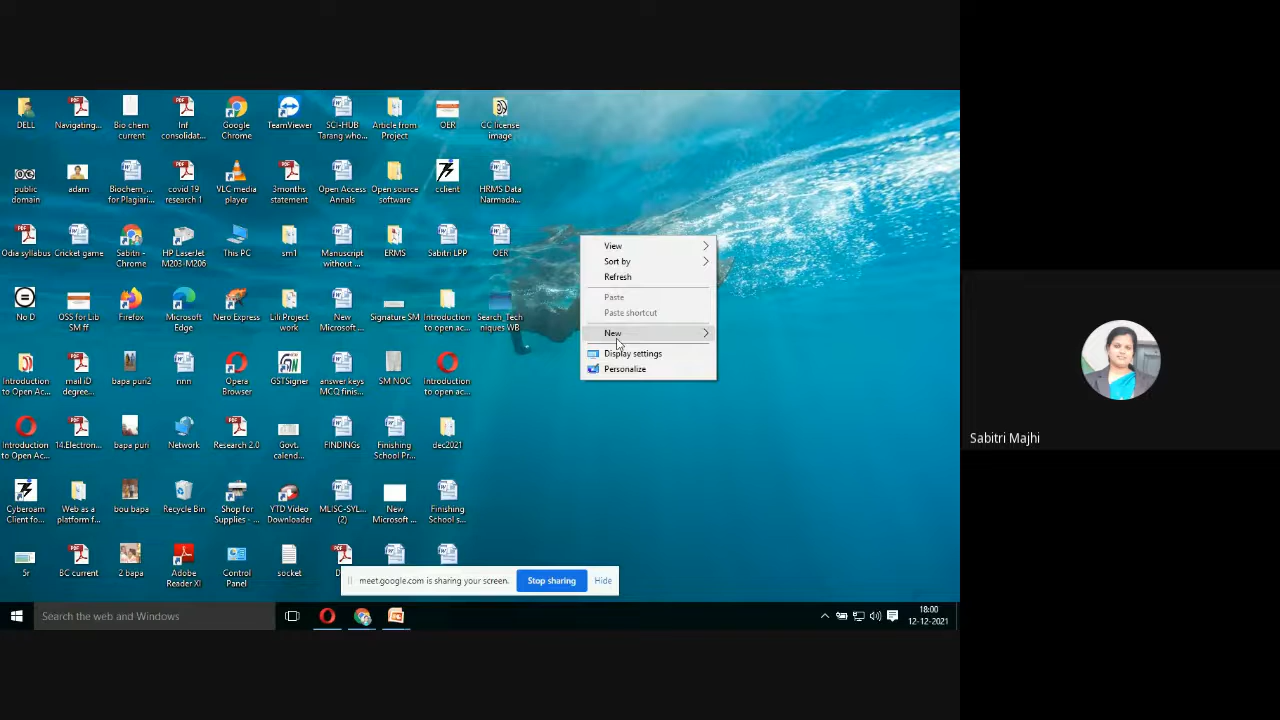 DELL
Navigating...
Bio chem
current
Inf
consolidat...
Google
Chrome
TeamViewer
SCI-HUB
Tarang who...
Article from
Project
OER
CC license
image
public
domain
adam
Biochem_...
for Plagiari...
covid 19
research 1
VLC media
player
3months
statement
Open Access
Annals
Open source
software
cclient
HRMS Data
Narmada...
Odia syllabus
Cricket game
Sabitri -
Chrome
HP LaserJet
M203-M206
This PC
sm1
Manuscript
without ...
ERMS
Sabitri LPP
OER
No D
OSS for Lib
SM ff
Firefox
Microsoft
Edge
Nero Express
Lili Project
work
New
Microsoft ...
Signature SM
Introduction
to open ac...
Search_Tech
niques WB
Introduction
to Open Ac...
mail iD
degree...
bapa puri2
nnn
Opera
Browser
GSTSigner
answer keys
MCQ finis...
SM NOC
Introduction
to open ac...
Introduction
to Open Ac...
14.Electron...
bapa puri
Network
Research 2.0
Govt.
calend...
FINDINGs
Finishing
School Pr...
dec2021
Cyberoam
Client fo...
Web as a
platform f...
bou bapa
Recycle Bin
Shop for
Supplies - ...
YTD Video
Downloader
MLISC-SYL...
(2)
New
Microsoft ...
Finishing
School s...
5r
BC current
2 bapa
Adobe
Reader XI
Control
Panel
socket
View
Sort by
Refresh
Paste
Paste shortcut
New
Display settings
Personalize
meet.google.com is sharing your screen.
Stop sharing
Hide
Search the web and Windows
18:00
12-12-2021
Sabitri Majhi